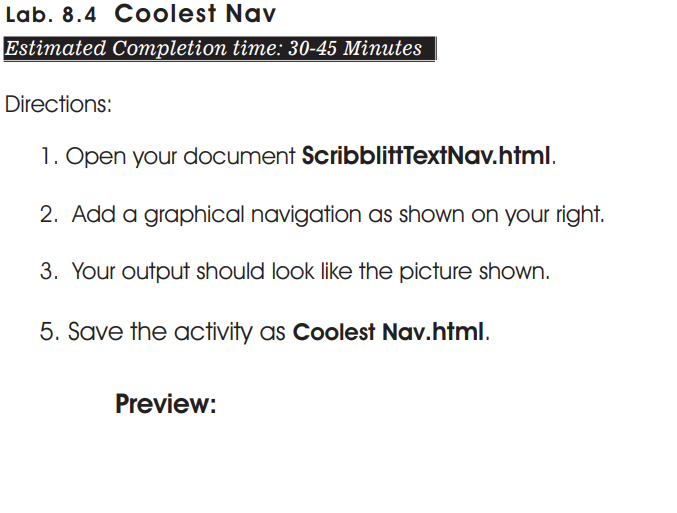 Lab. 8.4 Coolest Nav
Estimated Completion time: 30-45 Minutes
Directions:
1. Open your document ScribblittTextNav.html.
2. Add a graphical navigation as shown on your right.
3. Your output should look like the picture shown.
5. Save the activity as Coolest Nav.html.
Preview: